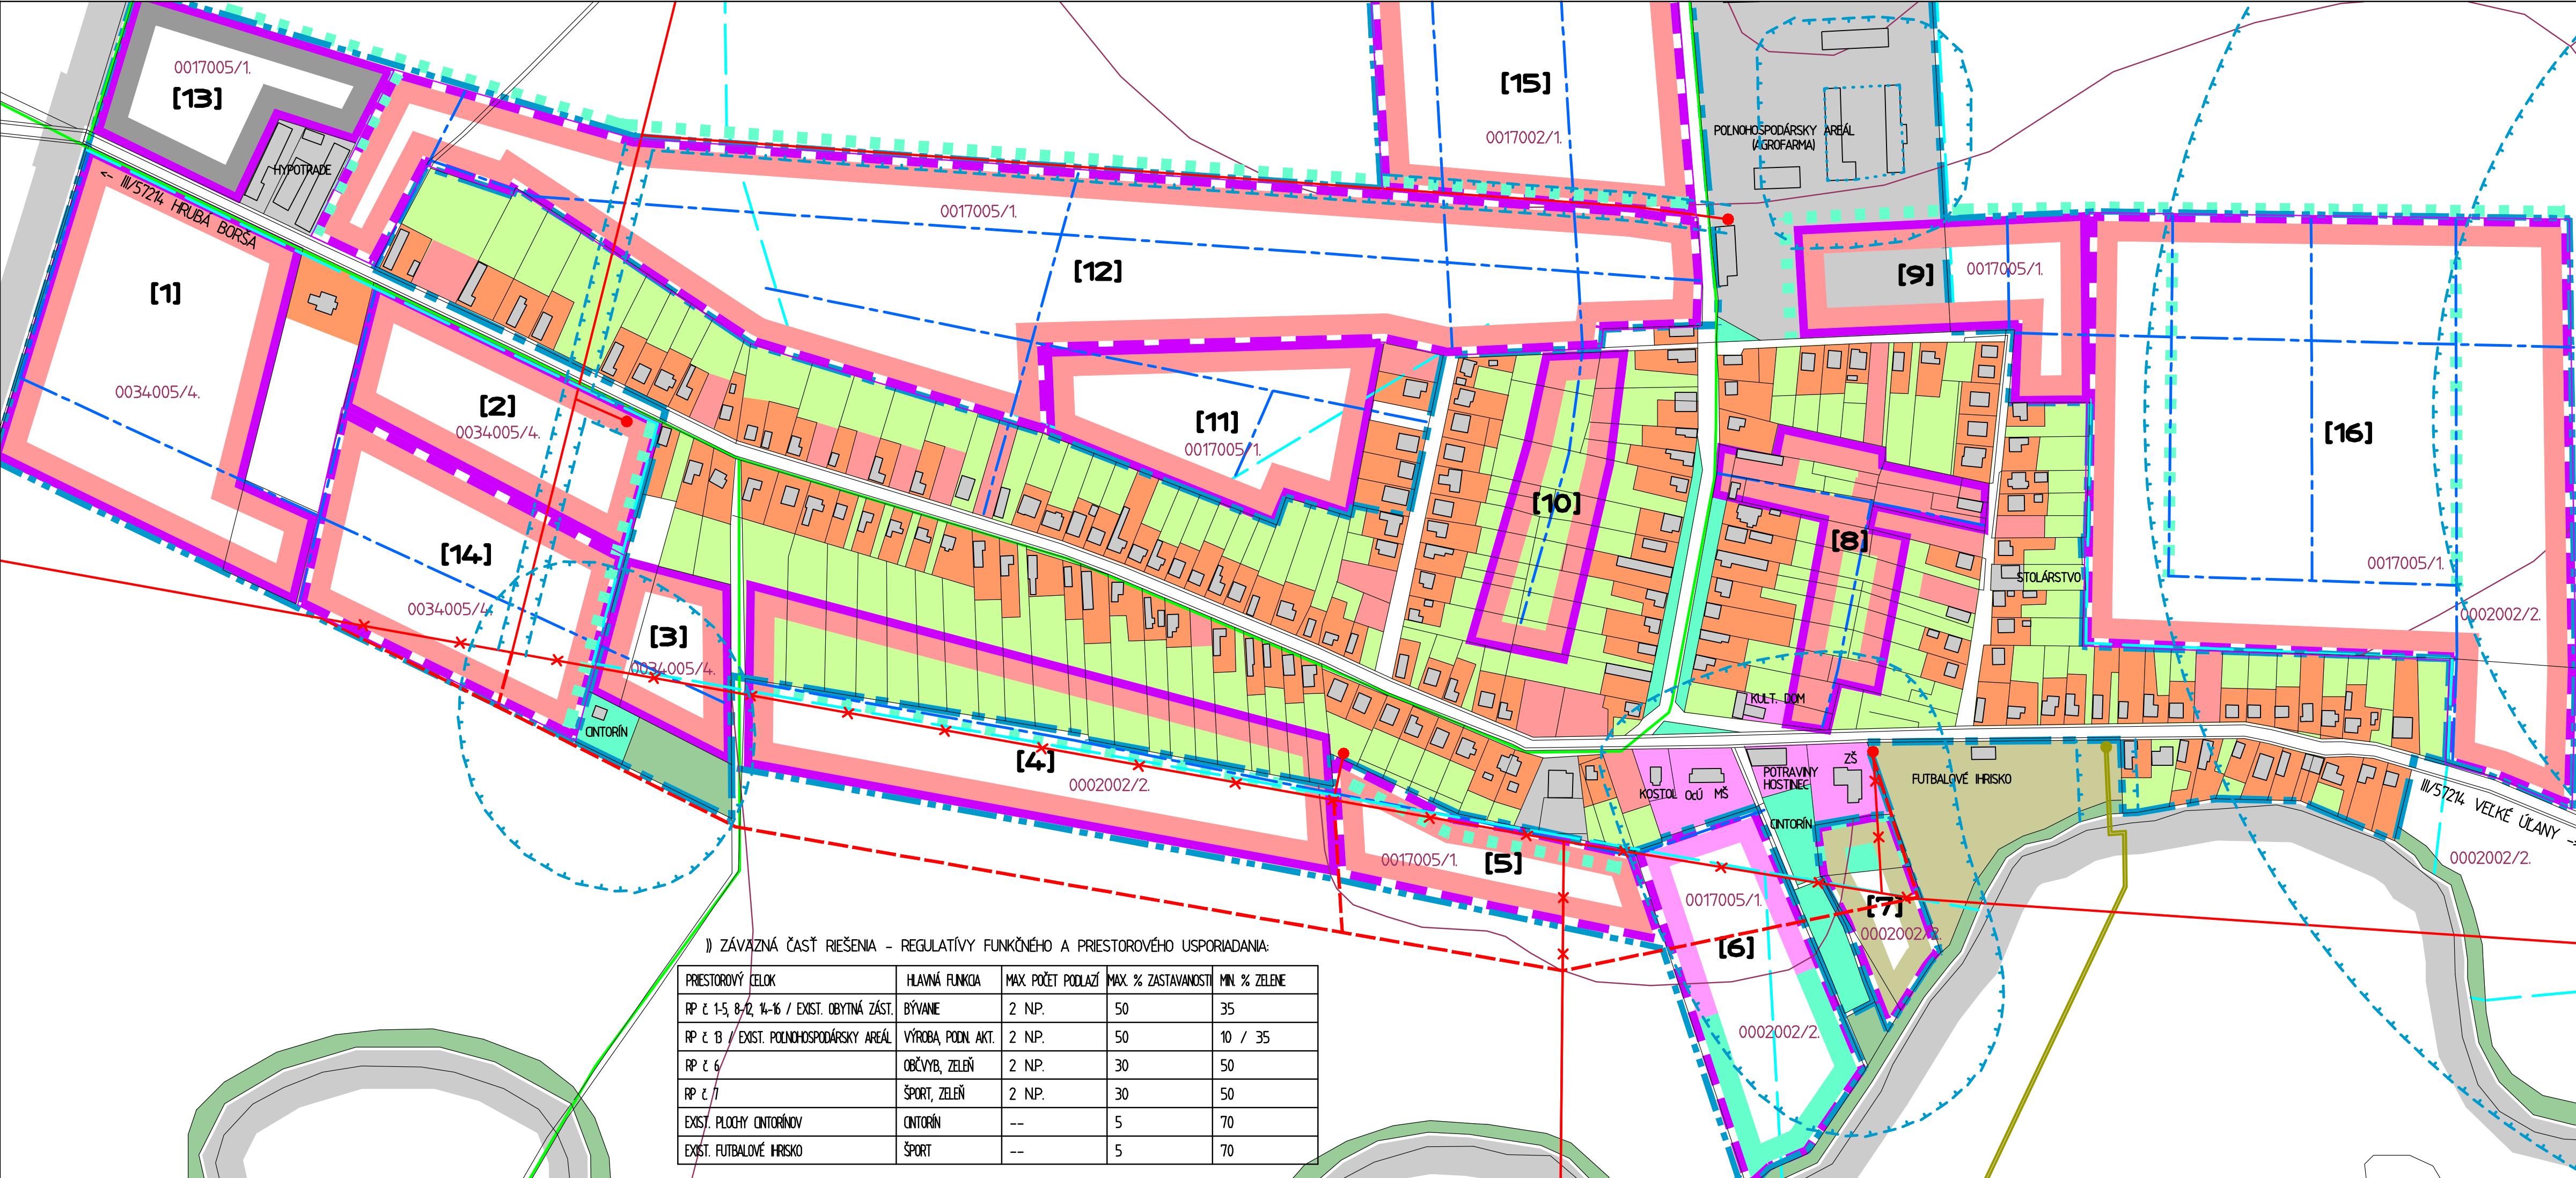 0017005/1.
[13]
HYPOTRADE
<- III/57214 HRUBÁ BORŠA
[1]
0034005/4.
[2]
0034005/4.
[14]
0034005/4.
[3]
0034005/4.
CINTORÍN
0017005/1.
[12]
[15]
0017002/1.
POĽNOHOSPODÁRSKY AREÁL
(AGROFARMA)
[9]
0017005/1.
[11]
0017005/1.
[10]
[8]
[16]
0017005/1.
0002002/2.
STOLÁRSTVO
KULT. DOM
[4]
0002002/2.
[5]
0017005/1.
KOSTOL
OcÚ
MŠ
POTRAVINY
HOSTINEC
ZŠ
CINTORÍN
FUTBALOVÉ IHRISKO
III/57214 VEĽKÉ ÚĽANY ->
0002002/2.
0017005/1.
[6]
0002002/2.
[7]
0002002/2.
)) ZÁVÄZNÁ ČASŤ RIEŠENIA - REGULATÍVY FUNKČNÉHO A PRIESTOROVÉHO USPORIADANIA:
PRIESTOROVÝ CELOK HLAVNÁ FUNKCIA MAX. POČET PODLAŽÍ MAX. % ZASTAVANOSTI MIN. % ZELENE
RP č. 1-5, 8-12, 14-16 / EXIST. OBYTNÁ ZÁST. BÝVANIE 2 N.P. 50 35
RP č. 13 / EXIST. POĽNOHOSPODÁRSKY AREÁL VÝROBA, PODN. AKT. 2 N.P. 50 10 / 35
RP č. 6 OBČ.VYB., ZELEŇ 2 N.P. 30 50
RP č. 7 ŠPORT, ZELEŇ 2 N.P. 30 50
EXIST. PLOCHY CINTORÍNOV CINTORÍN -- 5 70
EXIST. FUTBALOVÉ IHRISKO ŠPORT -- 5 70